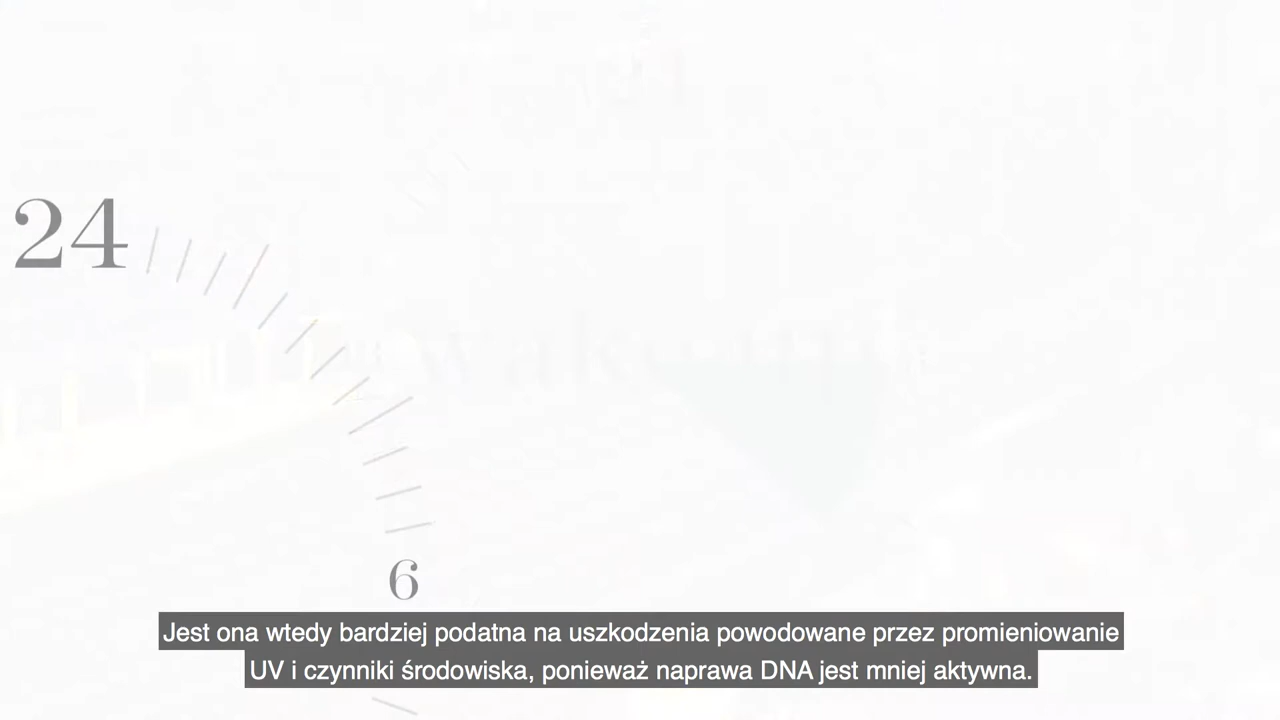 24
6
Jest ona wtedy bardziej podatna na uszkodzenia powodowane przez promieniowanie
UV i czynniki środowiska, ponieważ naprawa DNA jest mniej aktywna.